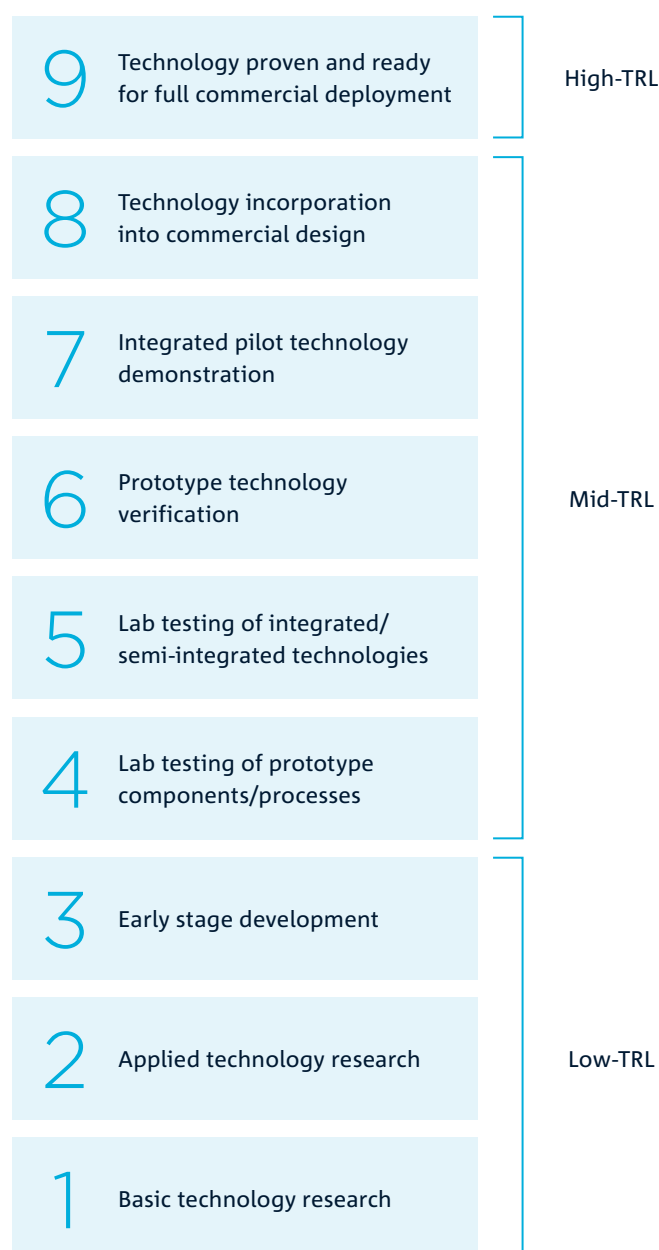 9
Technology proven and ready
for full commercial deployment
High-TRL
8
Technology incorporation
into commercial design
7
Integrated pilot technology
demonstration
6
Prototype technology
verification
Mid-TRL
5
Lab testing of integrated/
semi-integrated technologies
4
Lab testing of prototype
components/processes
3
Early stage development
2
Applied technology research
Low-TRL
1
Basic technology research